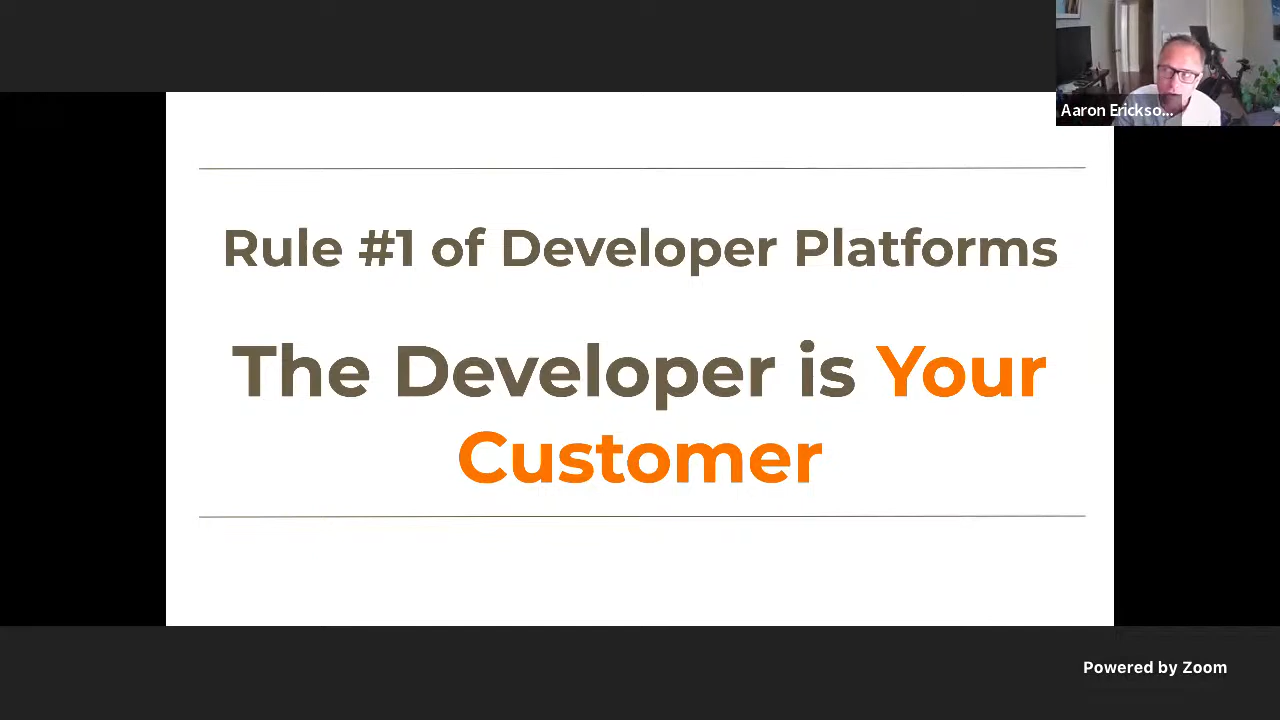 Aaron Erickso...
Rule #1 of Developer Platforms
The Developer is Your
Customer
Powered by Zoom